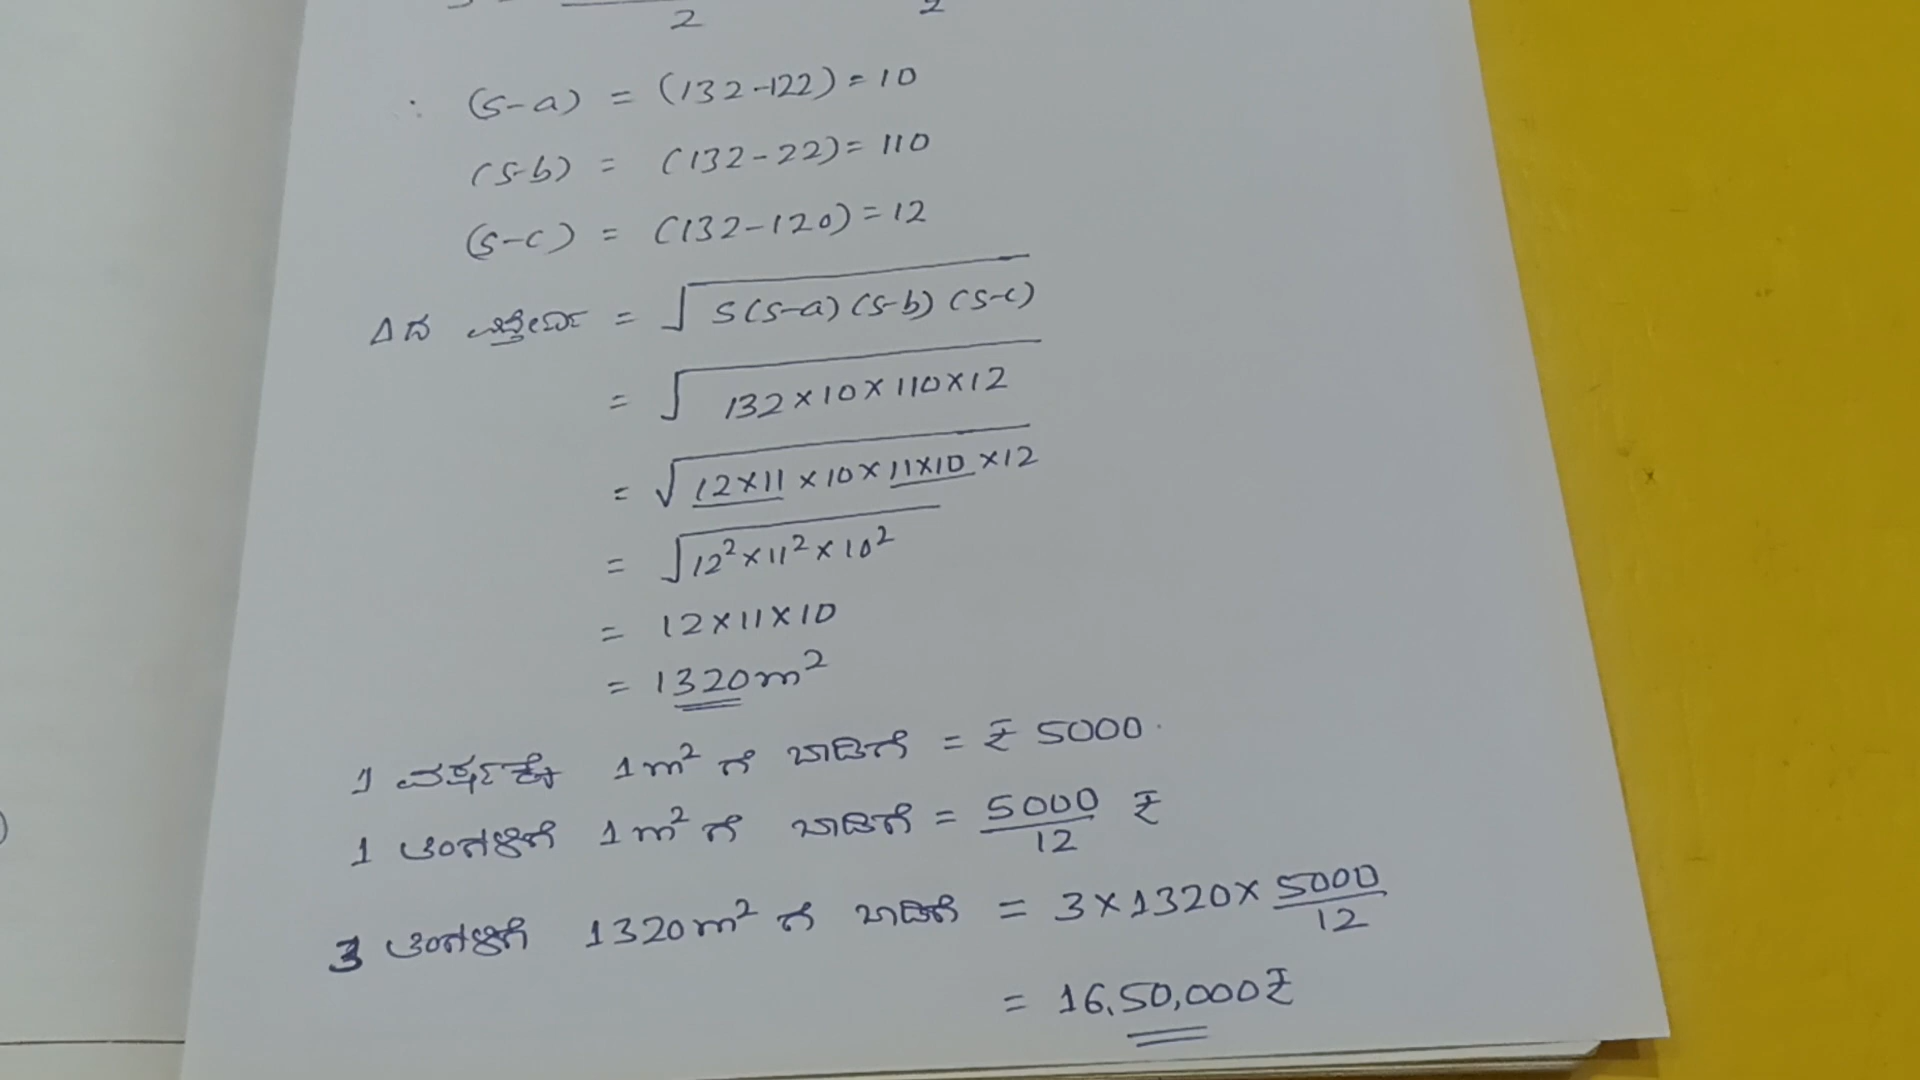 2 2
∴ (s-a) = (132-122) = 10
(s-b) = (132-22) = 110
(s-c) = (132-120) = 12
Δದ ವಿಸ್ತೀರ್ಣ = √s(s-a)(s-b)(s-c)
= √132×10×110×12
= √12×11×10×11×10×12
= √12²×11²×10²
= 12×11×10
= 1320m²
1 ವರ್ಷಕ್ಕೆ 1m² ಗೆ ಬಾಡಿಗೆ = ₹ 5000.
1 ತಿಂಗಳಿಗೆ 1m² ಗೆ ಬಾಡಿಗೆ = 5000/12 ₹
3 ತಿಂಗಳಿಗೆ 1320m² ಗೆ ಬಾಡಿಗೆ = 3×1320×5000/12
= 16,50,000₹